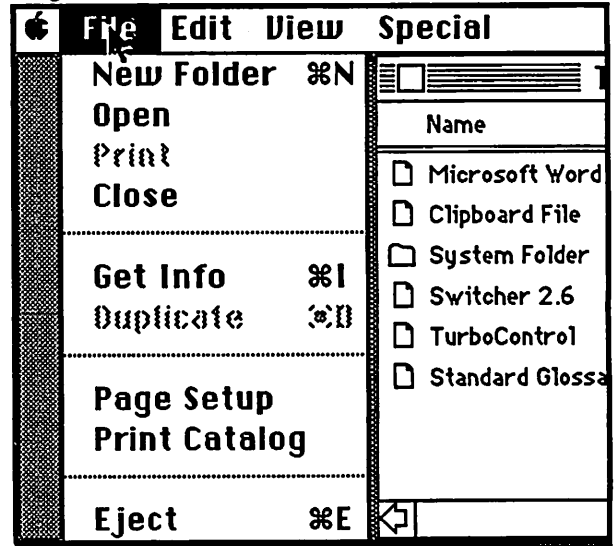 File Edit View Special
New Folder ⌘N
Open
Print
Close
Get Info ⌘I
Duplicate ⌘D
Page Setup
Print Catalog
Eject ⌘E
Name
Microsoft Word
Clipboard File
System Folder
Switcher 2.6
TurboControl
Standard Glossa